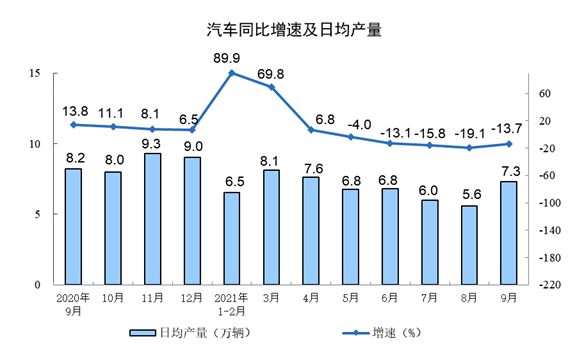 汽车同比增速及日均产量
89.9
15
69.8
60
13.8
11.1
8.1
6.5
6.8
-4.0
-13.1
-15.8
-19.1
-13.7
20
10
-20
8.2
8.0
9.3
9.0
6.5
8.1
7.6
6.8
6.8
6.0
5.6
7.3
-60
5
-100
-140
-180
0
-220
2020年
9月
10月
11月
12月
2021年
1-2月
3月
4月
5月
6月
7月
8月
9月
日均产量（万辆）
增速（%）